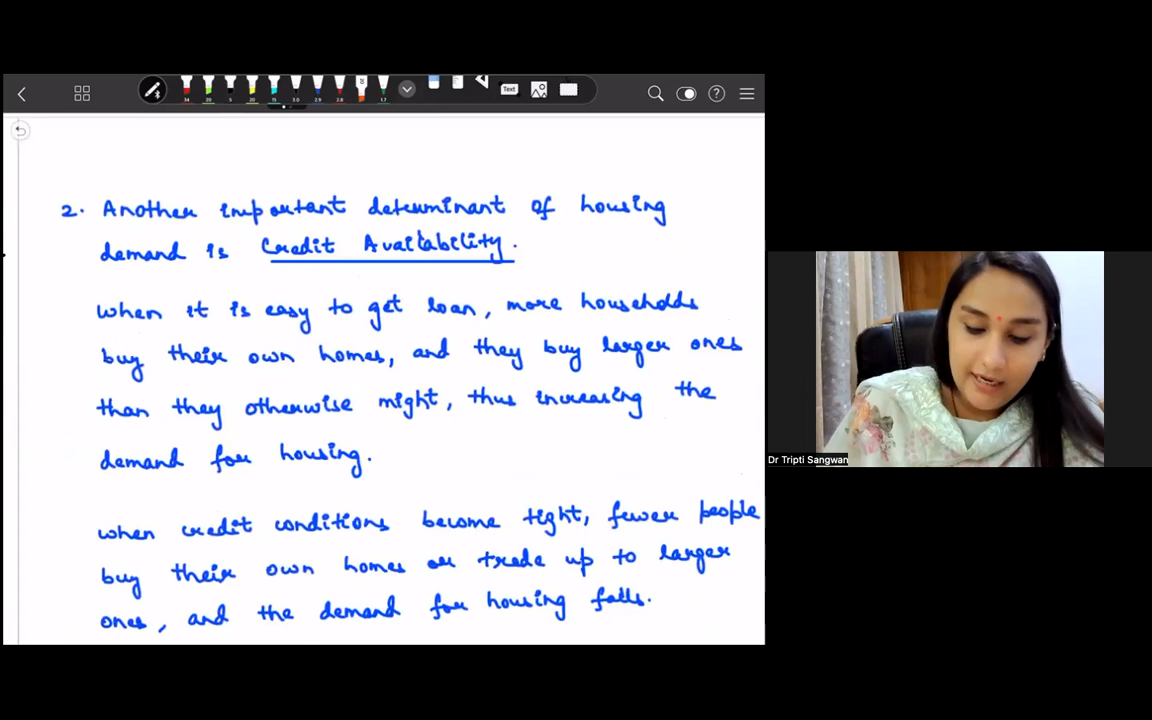 Text
2. Another important determinant of housing
demand is Credit Availability.
when it is easy to get loan, more households
buy their own homes, and they buy larger ones
than they otherwise might, thus increasing the
demand for housing.
when credit conditions become tight, fewer people
buy their own homes or trade up to larger
ones, and the demand for housing falls.
Dr Tripti Sangwan